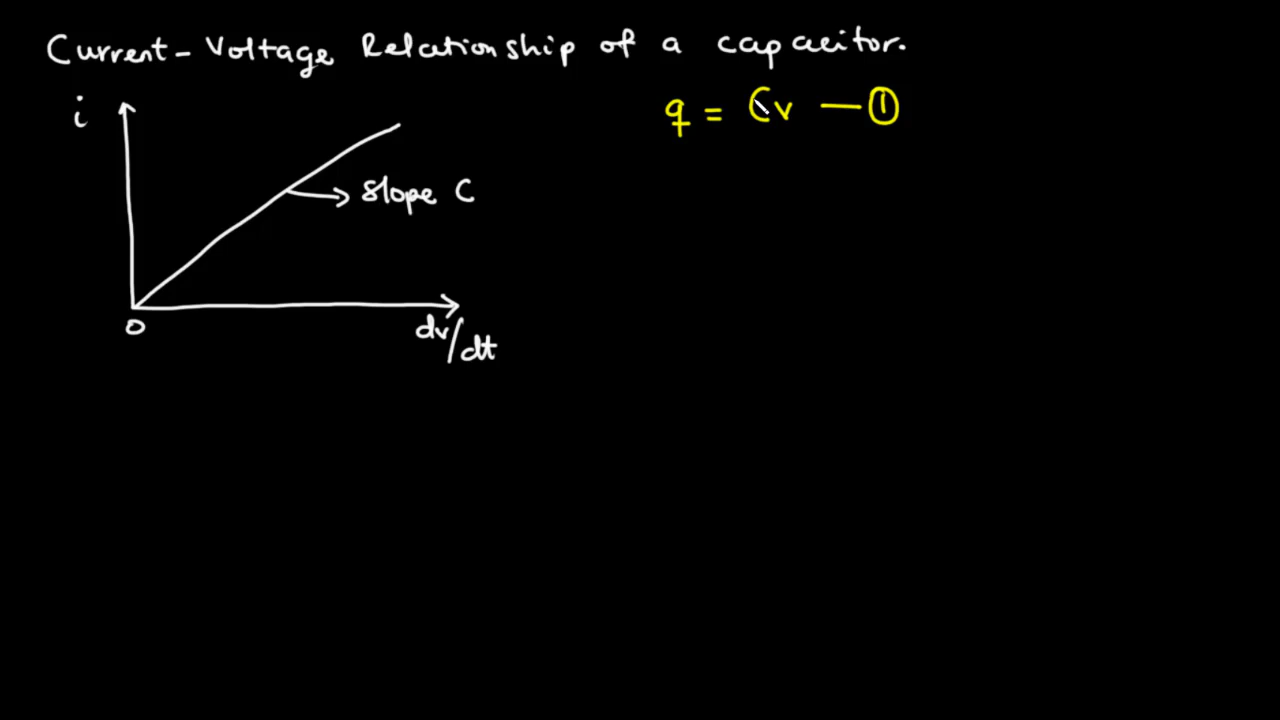 Current-Voltage Relationship of a capacitor.
i
q = Cv — ①
slope C
0
dv/dt